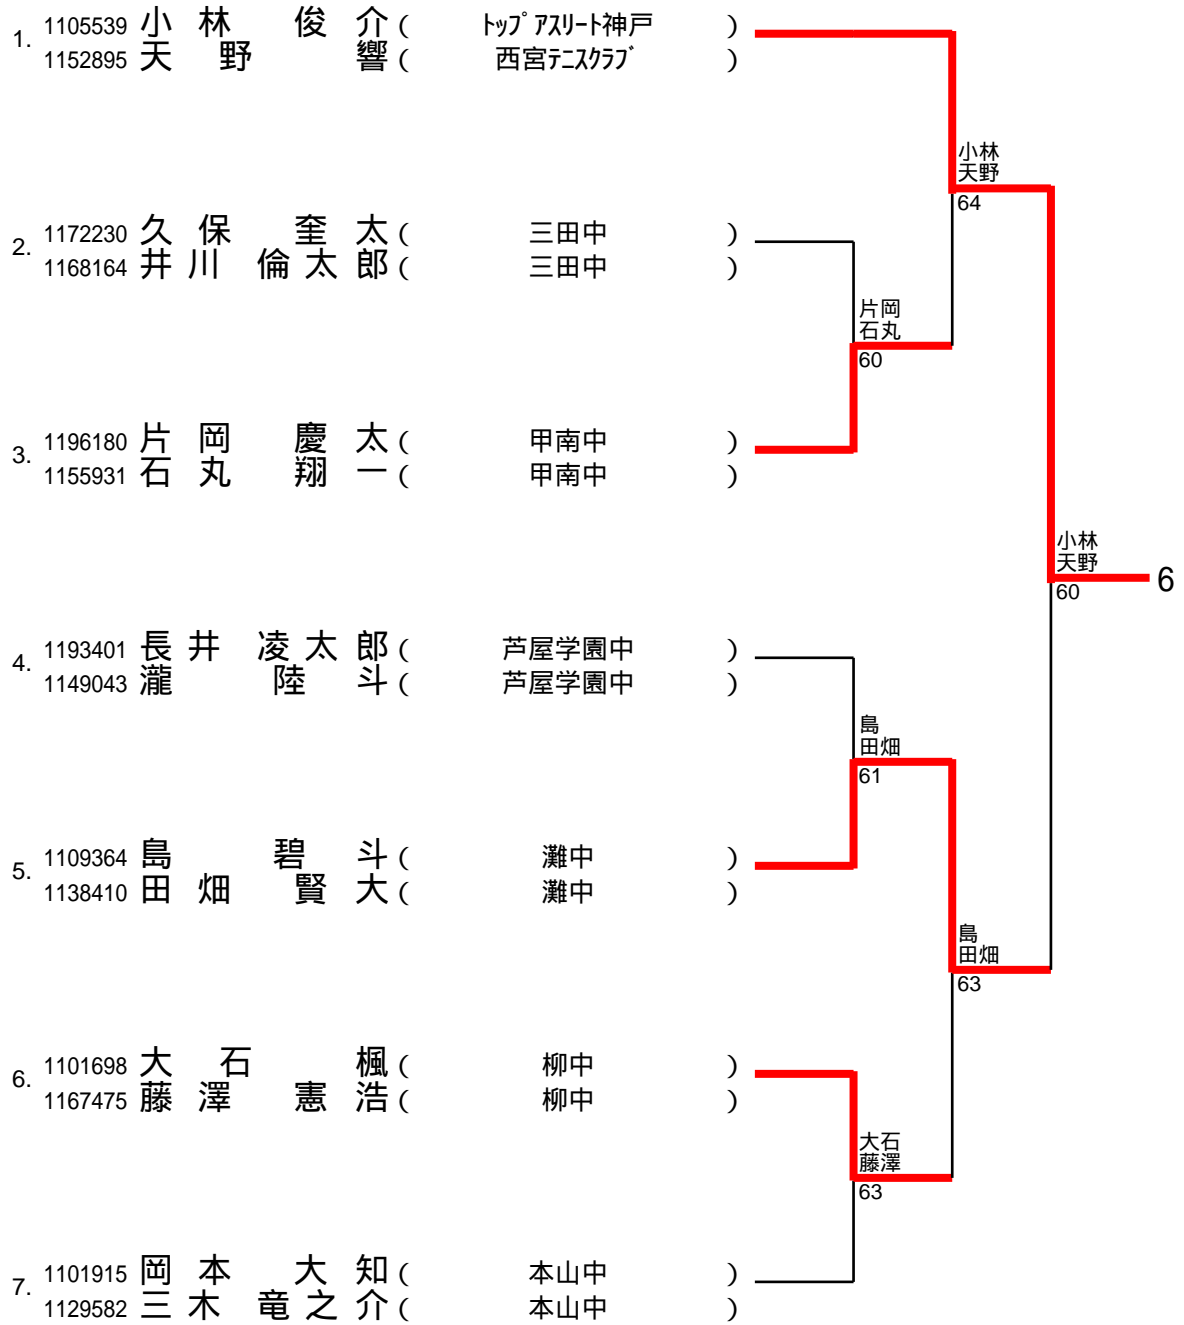 1. 1105539 小林 俊介 ( トップアスリート神戸 )
1152895 天野 響 ( 西宮テニスクラブ )
小林
天野
64
2. 1172230 久保 奎太 ( 三田中 )
1168164 井川 倫太郎 ( 三田中 )
片岡
石丸
60
3. 1196180 片岡 慶太 ( 甲南中 )
1155931 石丸 翔一 ( 甲南中 )
小林
天野
60
6
4. 1193401 長井 凌太郎 ( 芦屋学園中 )
1149043 瀧 陸斗 ( 芦屋学園中 )
島
田畑
61
5. 1109364 島 碧斗 ( 灘中 )
1138410 田畑 賢大 ( 灘中 )
島
田畑
63
6. 1101698 大石 楓 ( 柳中 )
1167475 藤澤 憲浩 ( 柳中 )
大石
藤澤
63
7. 1101915 岡本 大知 ( 本山中 )
1129582 三木 竜之介 ( 本山中 )